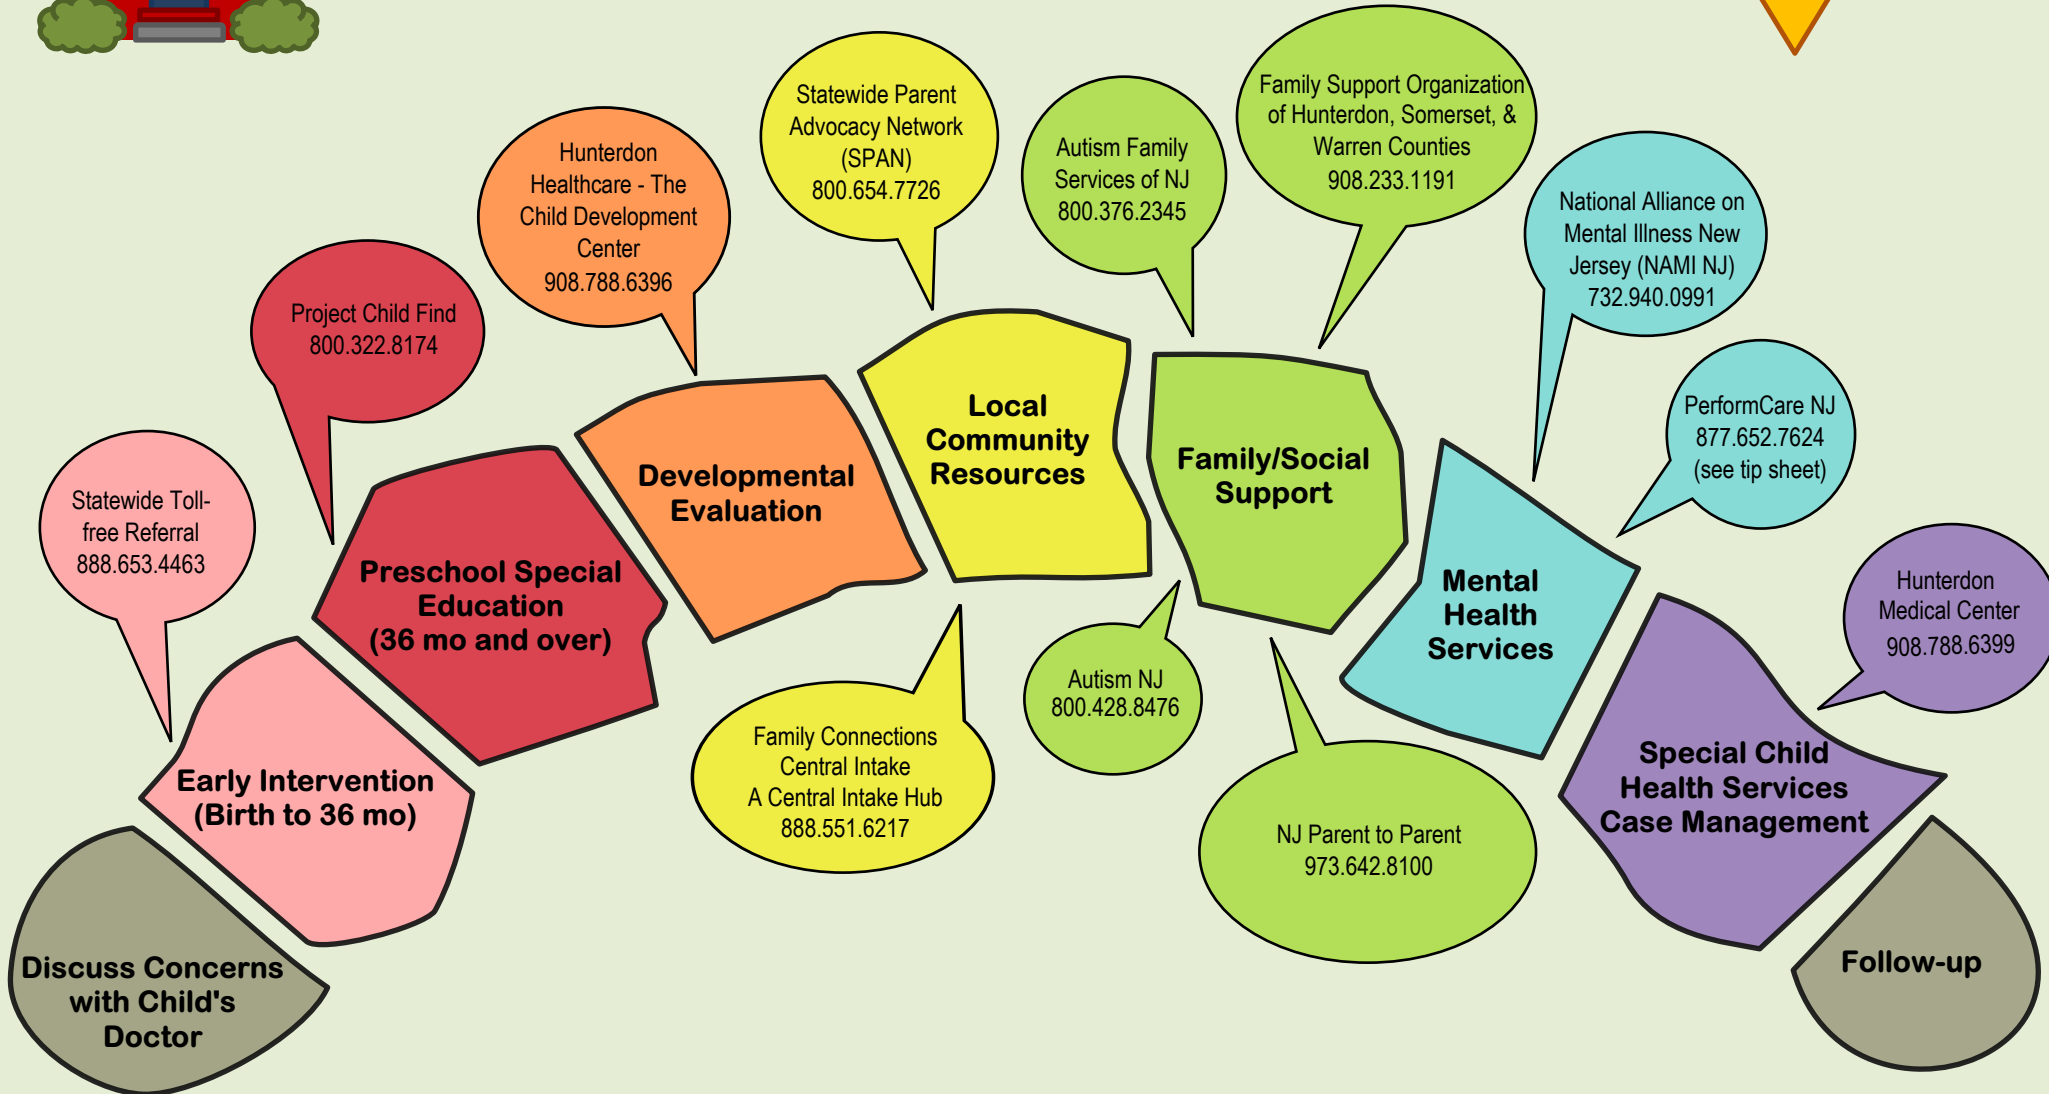 Statewide Toll-
free Referral
888.653.4463
Project Child Find
800.322.8174
Hunterdon
Healthcare - The
Child Development
Center
908.788.6396
Statewide Parent
Advocacy Network
(SPAN)
800.654.7726
Autism Family
Services of NJ
800.376.2345
Family Support Organization
of Hunterdon, Somerset, &
Warren Counties
908.233.1191
National Alliance on
Mental Illness New
Jersey (NAMI NJ)
732.940.0991
PerformCare NJ
877.652.7624
(see tip sheet)
Hunterdon
Medical Center
908.788.6399
Discuss Concerns
with Child's
Doctor
Early Intervention
(Birth to 36 mo)
Preschool Special
Education
(36 mo and over)
Developmental
Evaluation
Local
Community
Resources
Family/Social
Support
Mental
Health
Services
Special Child
Health Services
Case Management
Follow-up
Family Connections
Central Intake
A Central Intake Hub
888.551.6217
Autism NJ
800.428.8476
NJ Parent to Parent
973.642.8100